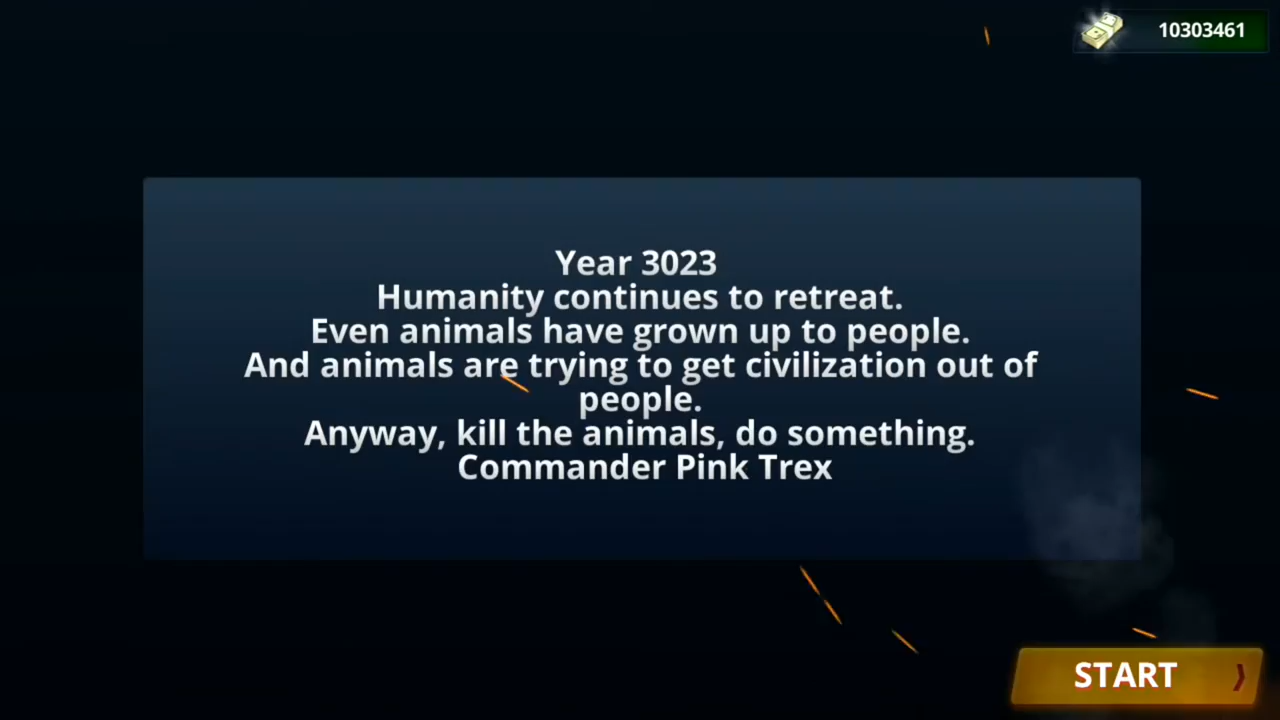 10303461
Year 3023
Humanity continues to retreat.
Even animals have grown up to people.
And animals are trying to get civilization out of
people.
Anyway, kill the animals, do something.
Commander Pink Trex
START